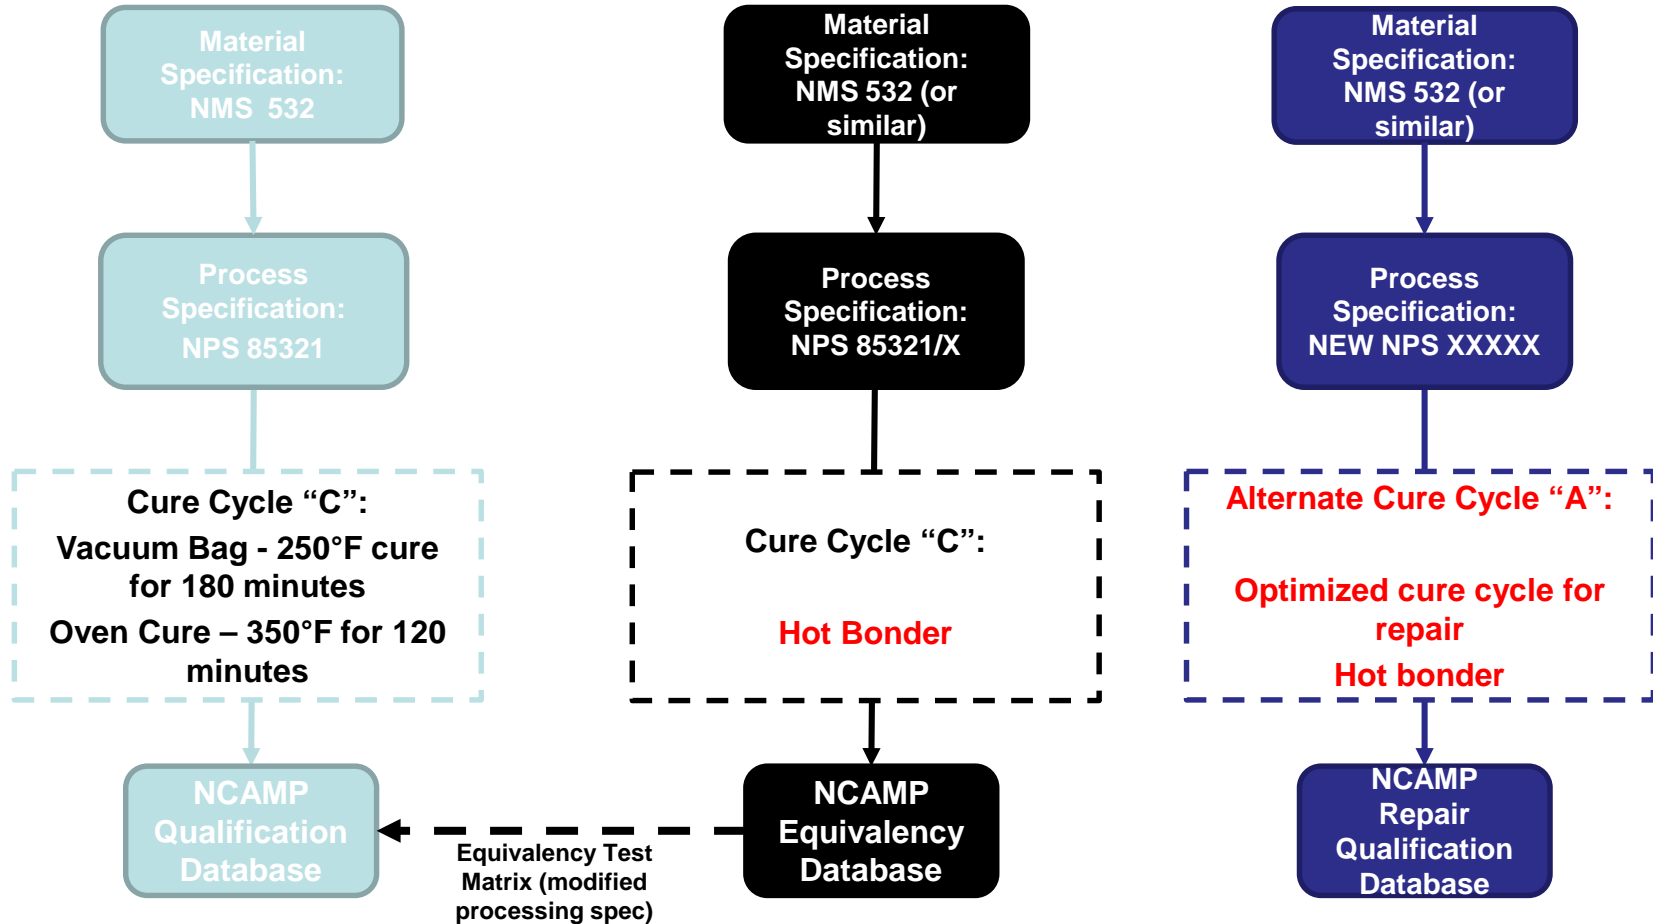 Material
Specification:
NMS 532
Process
Specification:
NPS 85321
Cure Cycle “C”:
Vacuum Bag - 250°F cure
for 180 minutes
Oven Cure – 350°F for 120
minutes
NCAMP
Qualification
Database
Equivalency Test
Matrix (modified
processing spec)
Material
Specification:
NMS 532 (or
similar)
Process
Specification:
NPS 85321/X
Cure Cycle “C”:
Hot Bonder
NCAMP
Equivalency
Database
Material
Specification:
NMS 532 (or
similar)
Process
Specification:
NEW NPS XXXXX
Alternate Cure Cycle “A”:
Optimized cure cycle for
repair
Hot bonder
NCAMP
Repair
Qualification
Database